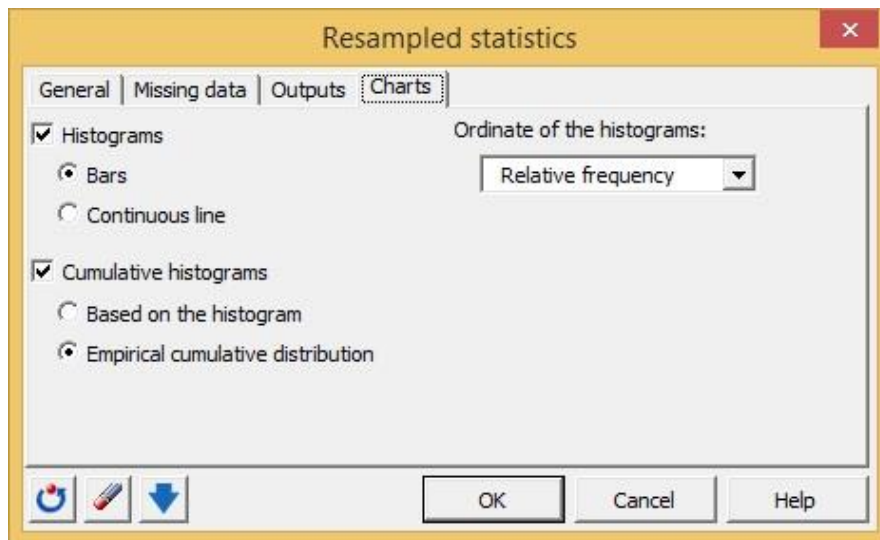 Resampled statistics
General Missing data Outputs Charts
Histograms
Bars
Continuous line
Cumulative histograms
Based on the histogram
Empirical cumulative distribution
Ordinate of the histograms:
Relative frequency
OK Cancel Help